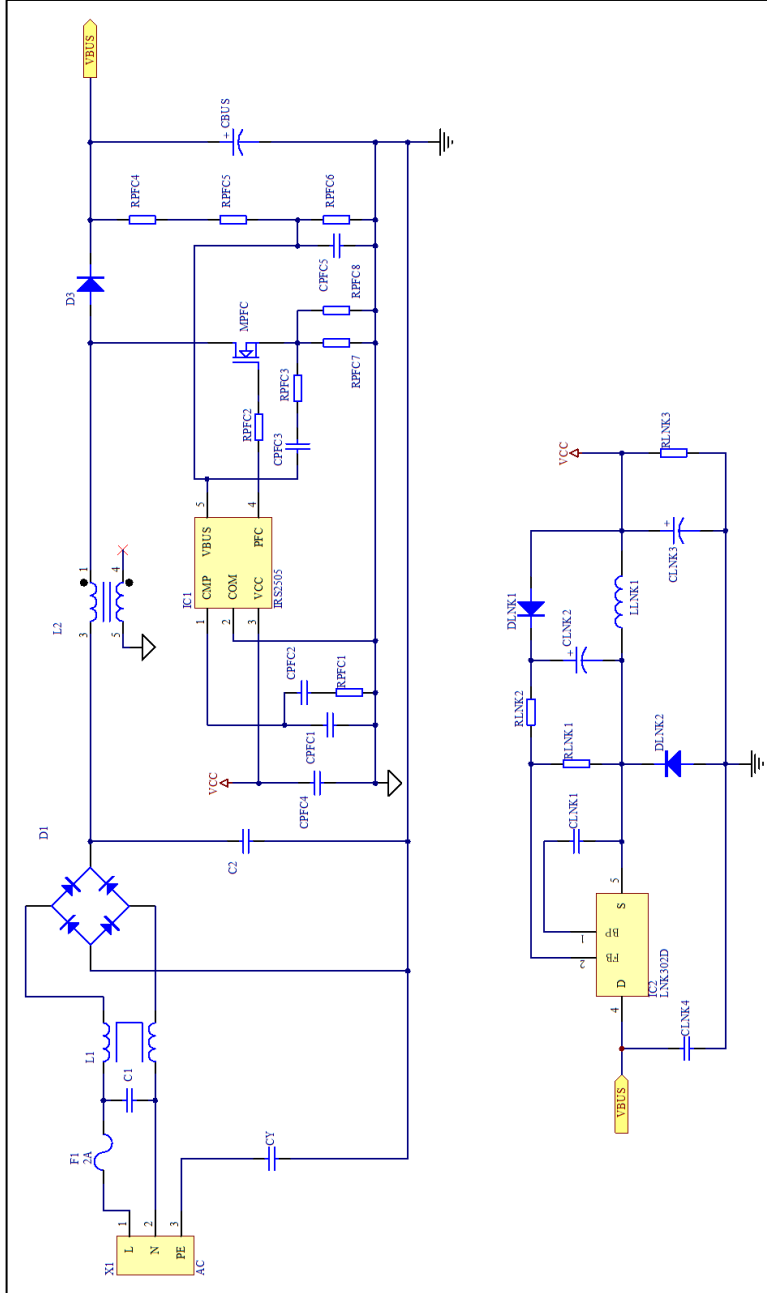 X1
L
N
PE
1
2
3
AC
F1
2A
C1
L1
CY
D1
C2
L2
3
1
5
4
VCC
CPFC4
CPFC1
CPFC2
RPFC1
IC1
1
2
3
CMP
COM
VCC
VBUS
PFC
5
4
IRS2505
RPFC2
CPFC3
RPFC3
MPFC
RPFC7
RPFC8
D3
RPFC4
RPFC5
RPFC6
CPFC5
+
CBUS
VBUS
VBUS
CLNK4
IC2
LNK302D
4
D
FB
BP
S
2
1
5
CLNK1
RLNK1
RLNK2
DLNK2
DLNK1
+
CLNK2
LLNK1
+
CLNK3
VCC
RLNK3